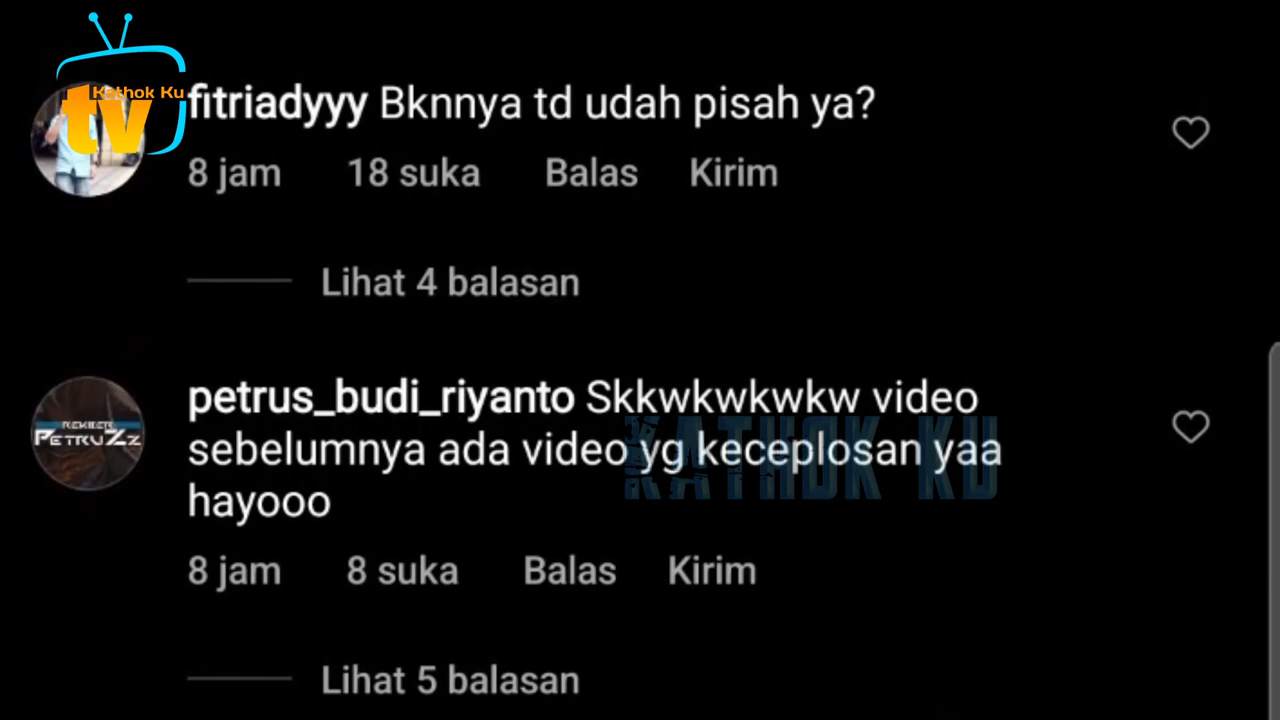 Kathok Ku
tv
fitriadyyy Bknnya td udah pisah ya?
8 jam 18 suka Balas Kirim
Lihat 4 balasan
REKBER
PETRUZZ
petrus_budi_riyanto Skkwkwkwkw video
sebelumnya ada video yg keceplosan yaa
hayooo
KATHOK KU
8 jam 8 suka Balas Kirim
Lihat 5 balasan